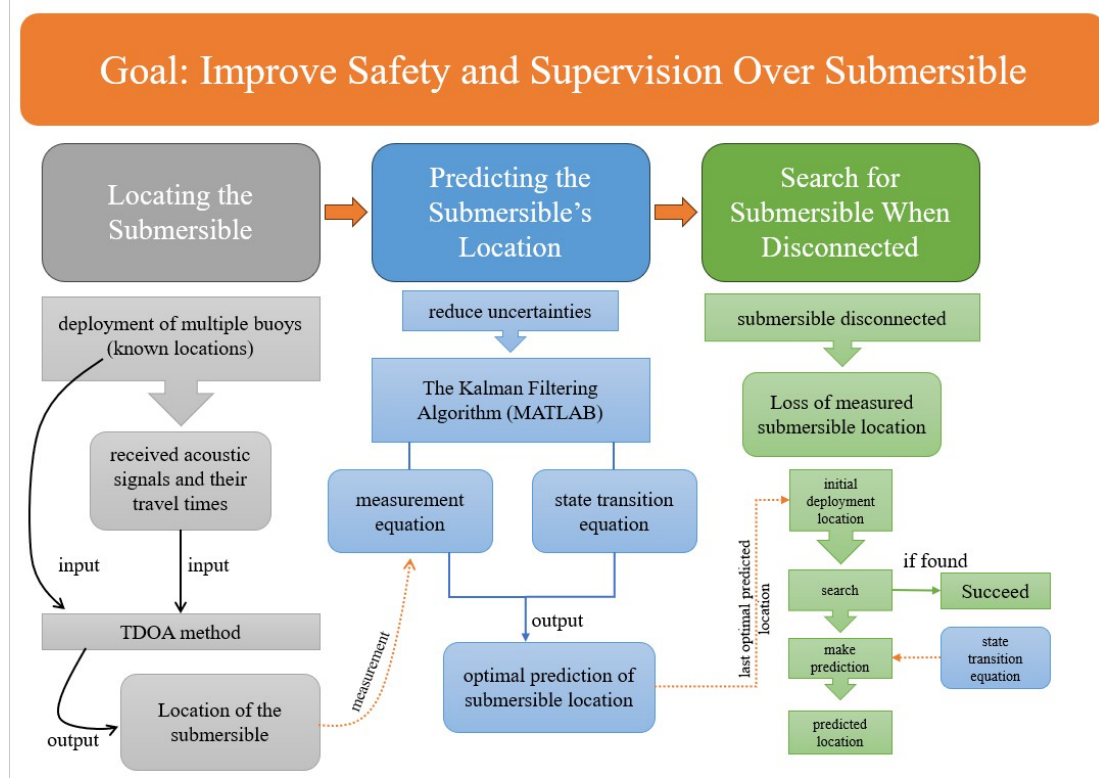 Goal: Improve Safety and Supervision Over Submersible
Locating the
Submersible
Predicting the
Submersible's
Location
Search for
Submersible When
Disconnected
deployment of multiple buoys
(known locations)
received acoustic
signals and their
travel times
input
input
TDOA method
output
Location of the
submersible
measurement
reduce uncertainties
The Kalman Filtering
Algorithm (MATLAB)
measurement
equation
state transition
equation
output
optimal prediction of
submersible location
last optimal predicted
location
submersible disconnected
Loss of measured
submersible location
initial
deployment
location
search
if found
Succeed
make
prediction
state
transition
equation
predicted
location